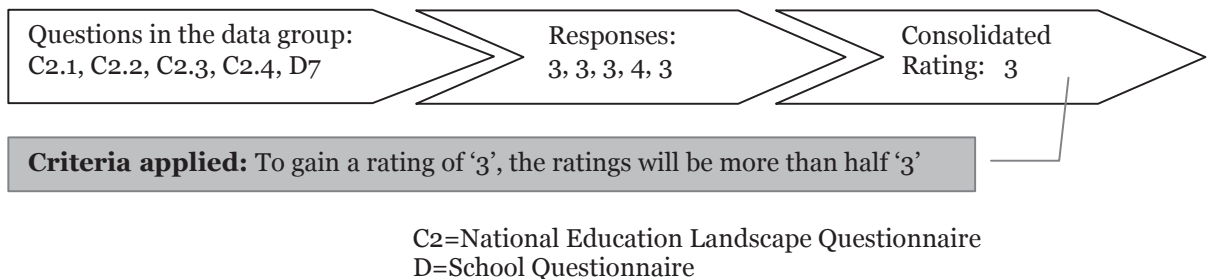 Questions in the data group:
C2.1, C2.2, C2.3, C2.4, D7
Responses:
3, 3, 3, 4, 3
Consolidated
Rating: 3
Criteria applied: To gain a rating of ‘3’, the ratings will be more than half ‘3’
C2=National Education Landscape Questionnaire
D=School Questionnaire